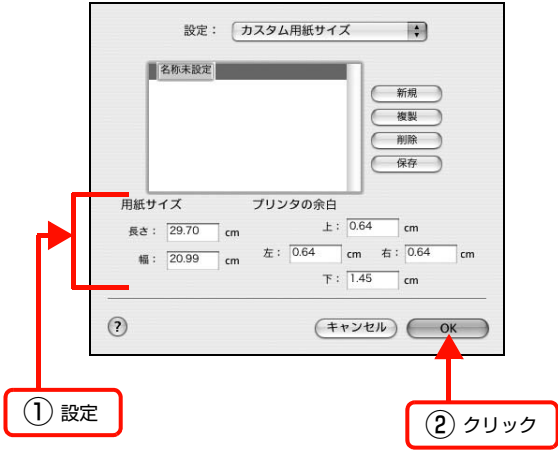 設定： カスタム用紙サイズ
名称未設定
新規
複製
削除
保存
用紙サイズ
プリンタの余白
長さ： 29.70 cm
上： 0.64 cm
幅： 20.99 cm
左： 0.64 cm 右： 0.64 cm
下： 1.45 cm
? キャンセル OK
① 設定
② クリック